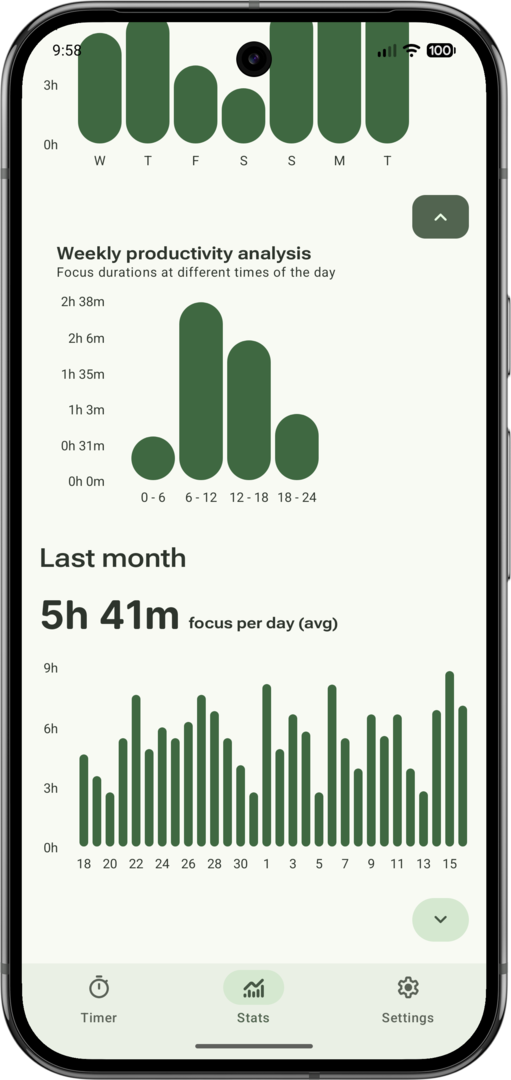 9:58
100
3h
0h
W T F S S M T
Weekly productivity analysis
Focus durations at different times of the day
2h 38m
2h 6m
1h 35m
1h 3m
0h 31m
0h 0m
0 - 6 6 - 12 12 - 18 18 - 24
Last month
5h 41m focus per day (avg)
9h
6h
3h
0h
18 20 22 24 26 28 30 1 3 5 7 9 11 13 15
Timer Stats Settings